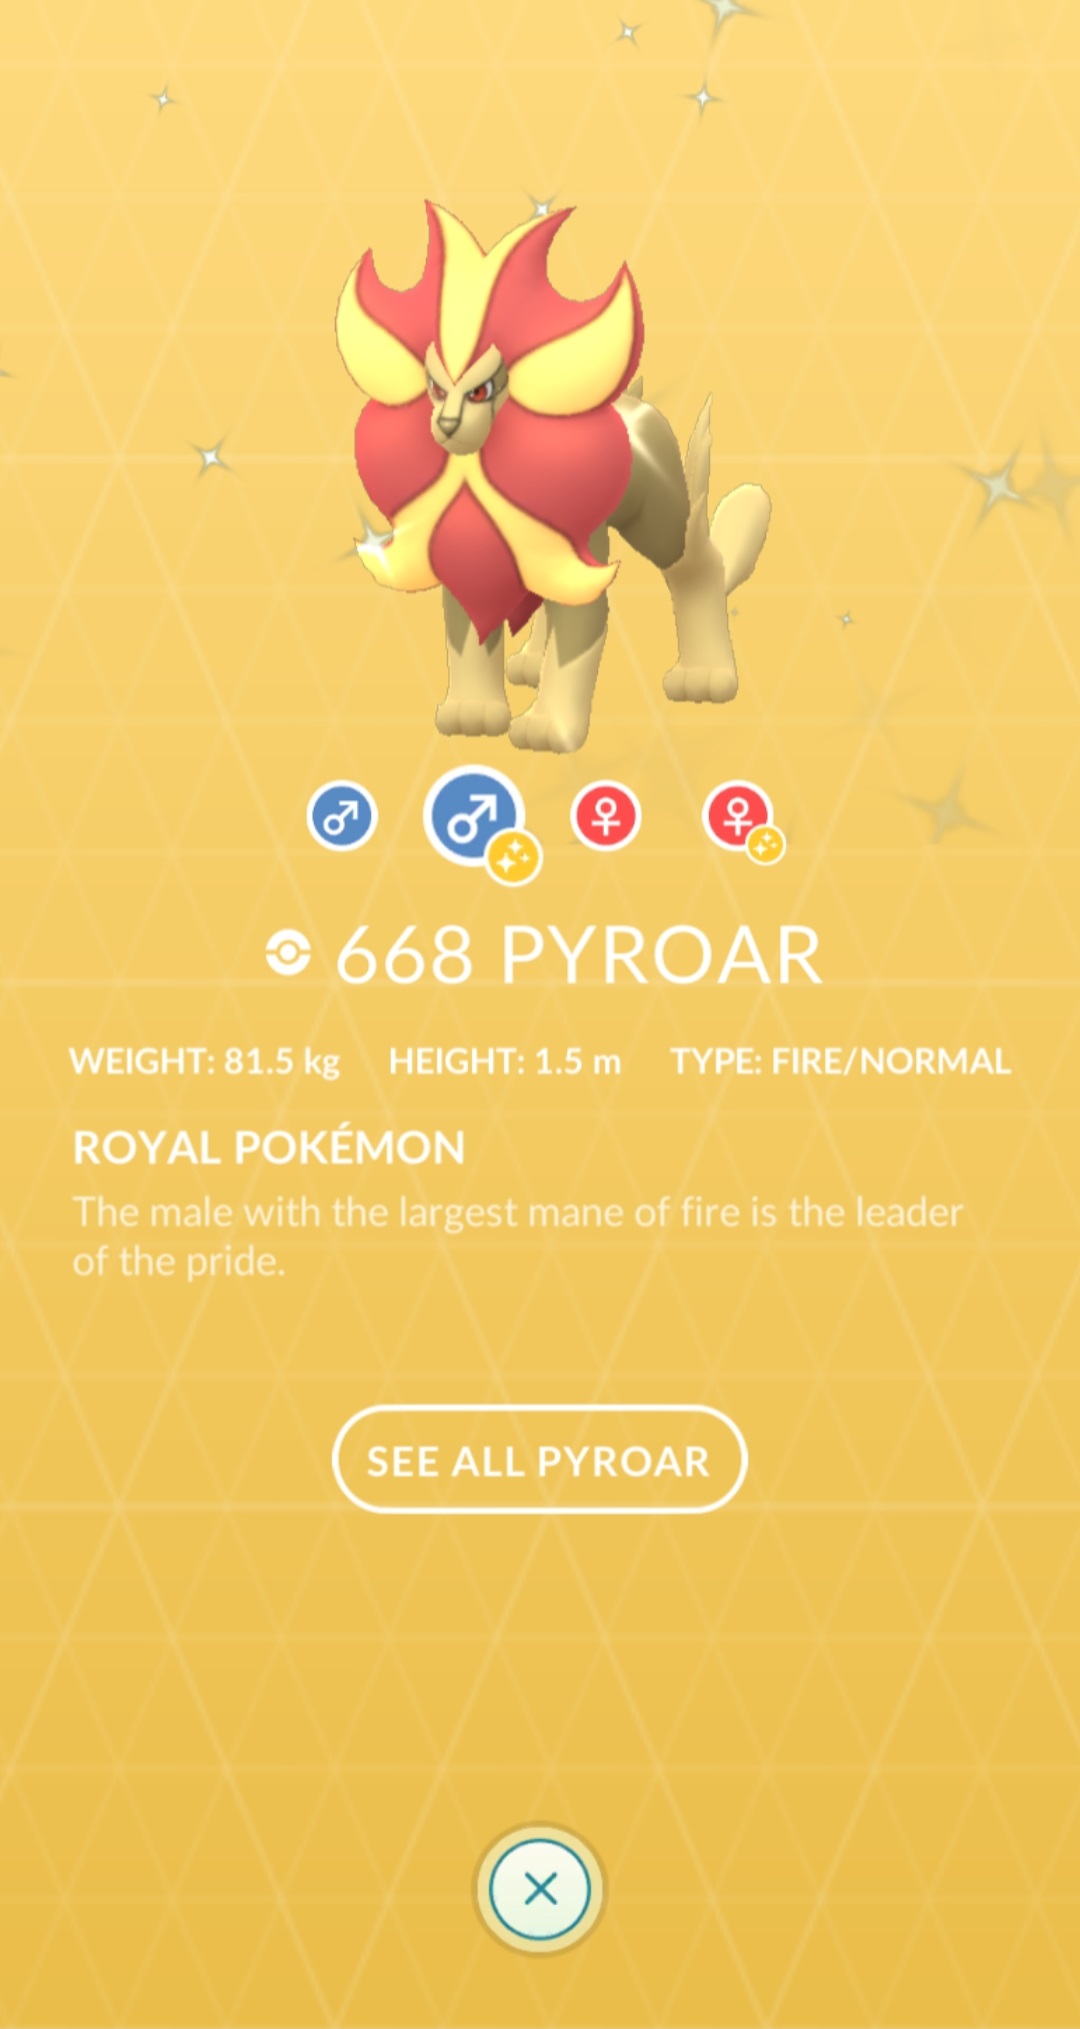 668 PYROAR
WEIGHT: 81.5 kg HEIGHT: 1.5 m TYPE: FIRE/NORMAL
ROYAL POKÉMON
The male with the largest mane of fire is the leader
of the pride.
SEE ALL PYROAR